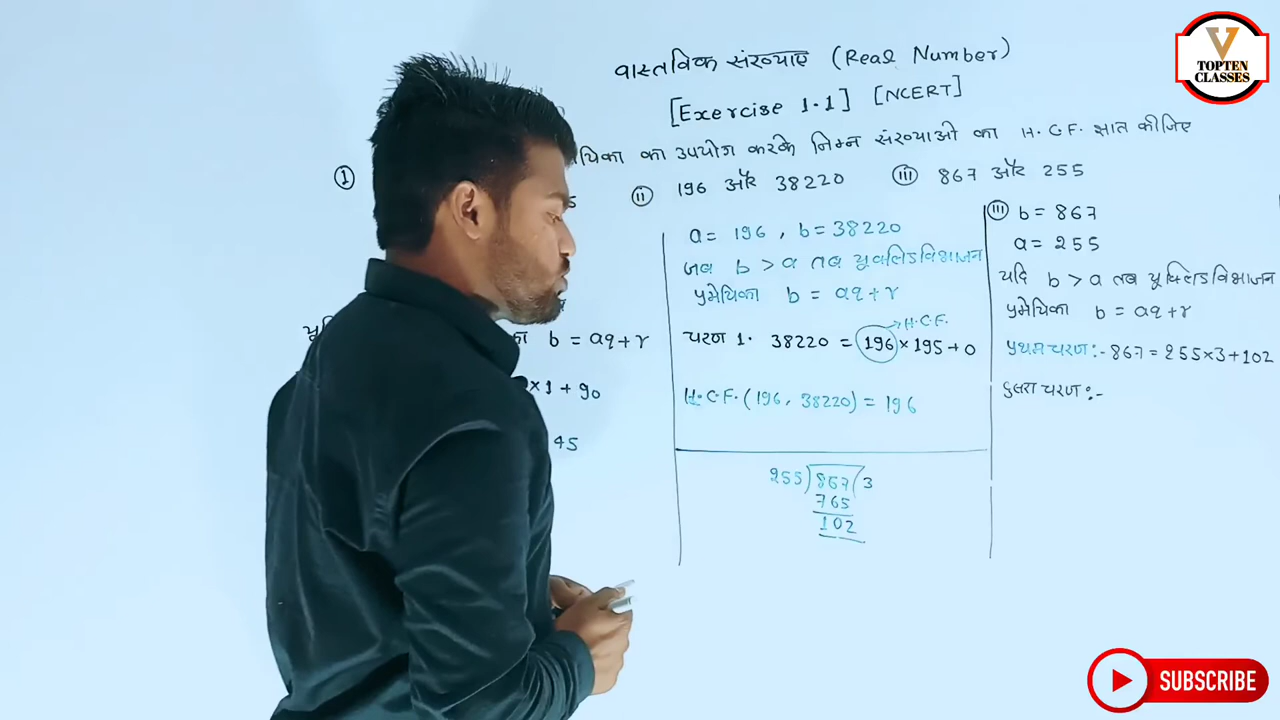 वास्तविक संख्याए (Real Number)
[Exercise 1.1] [NCERT]
① का उपयोग करके निम्न संख्याओ का H.C.F. ज्ञात कीजिए
ⅱ 196 और 38220 ⅲ 867 और 255
b = aq+r
×1+90
45
a= 196 , b=38220
जब b > a तब यूक्लिडविभाजन
प्रमेयिका b = aq+r
→H.C.F.
चरण 1. 38220 = 196×195+0
H.C.F.(196, 38220) = 196
255)867(3
765
102
ⅲ b= 867
a= 255
यदि b > a तब यूक्लिडविभाजन
प्रमेयिका b = aq+r
प्रथम चरण:- 867=255×3+102
दुसरा चरण:-
V
TOPTEN
CLASSES
SUBSCRIBE